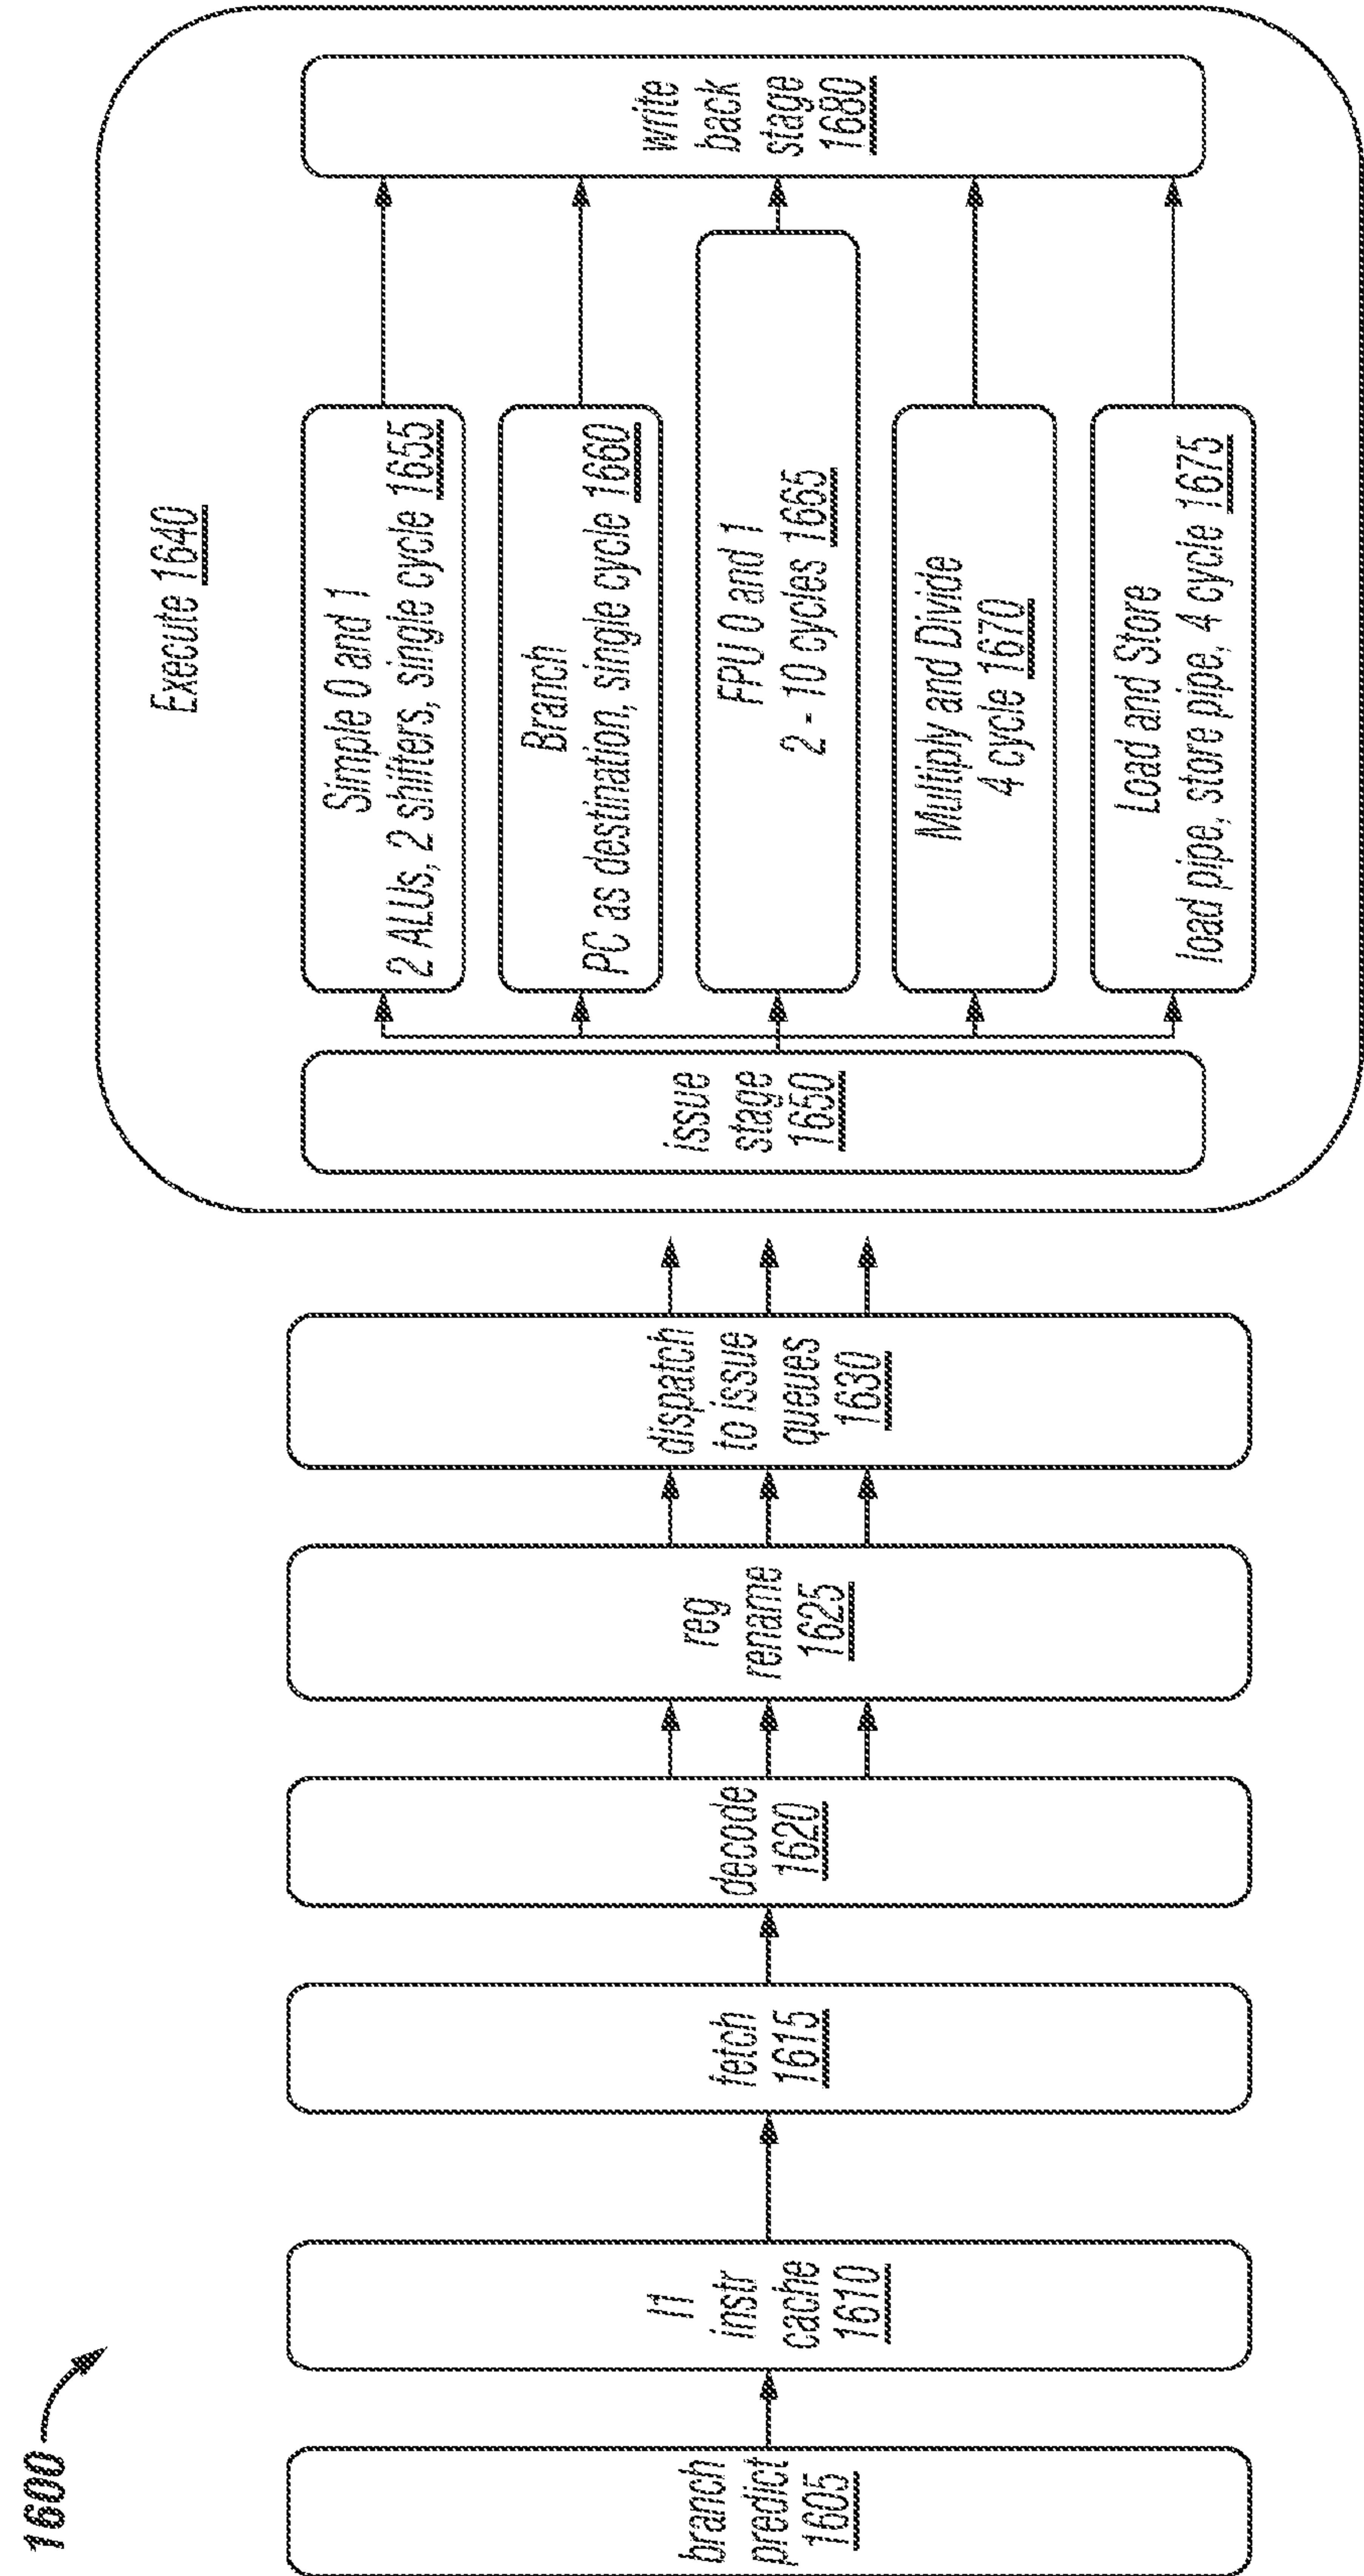 1600
branch
predict
1605
I1
instr
cache
1610
fetch
1615
decode
1620
reg
rename
1625
dispatch
to issue
queues
1630
Execute 1640
issue
stage
1650
Simple 0 and 1
2 ALUs, 2 shifters, single cycle 1655
Branch
PC as destination, single cycle 1660
FPU 0 and 1
2 - 10 cycles 1665
Multiply and Divide
4 cycle 1670
Load and Store
load pipe, store pipe, 4 cycle 1675
write
back
stage
1680